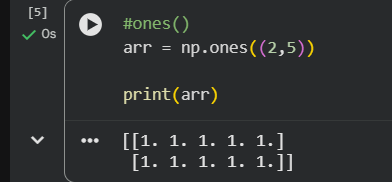 [5]
0s
#ones()
arr = np.ones((2,5))
print(arr)
[[1. 1. 1. 1. 1.]
[1. 1. 1. 1. 1.]]